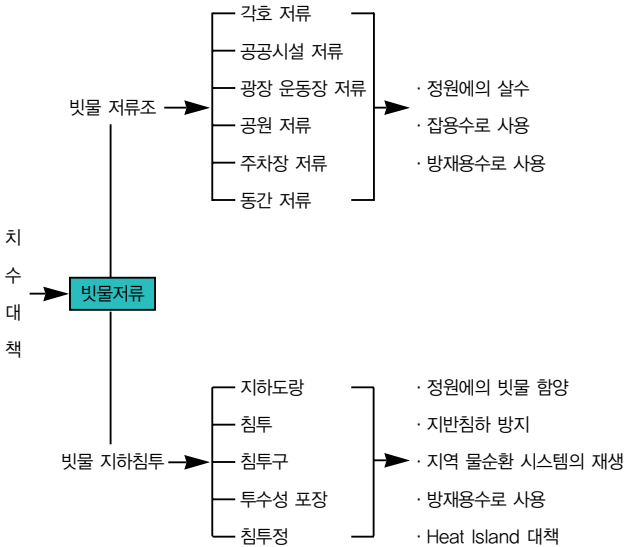 각호 저류
공공시설 저류
광장 운동장 저류
공원 저류
주차장 저류
동간 저류
빗물 저류조
· 정원에의 살수
· 잡용수로 사용
· 방재용수로 사용
치
수
대
책
빗물저류
빗물 지하침투
지하도랑
침투
침투구
투수성 포장
침투정
· 정원에의 빗물 함양
· 지반침하 방지
· 지역 물순환 시스템의 재생
· 방재용수로 사용
· Heat Island 대책